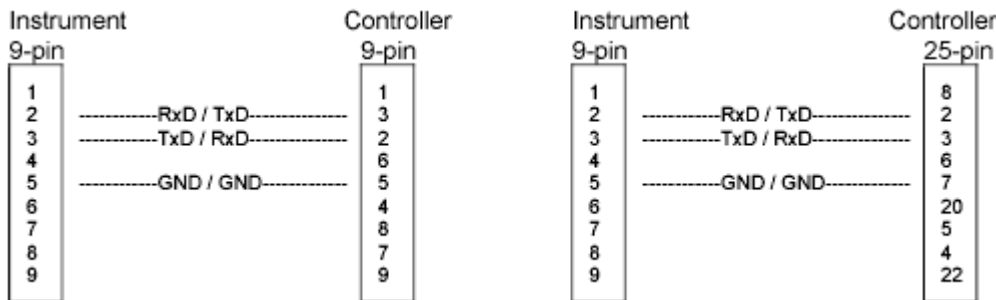 Instrument Controller Instrument Controller
9-pin 9-pin 9-pin 25-pin
1 1 1 8
2 ------------RxD / TxD--------------- 3 2 ------------RxD / TxD--------------- 2
3 ------------TxD / RxD--------------- 2 3 ------------TxD / RxD--------------- 3
4 6 4 6
5 ------------GND / GND------------- 5 5 ------------GND / GND------------- 7
6 4 6 20
7 8 7 5
8 7 8 4
9 9 9 22